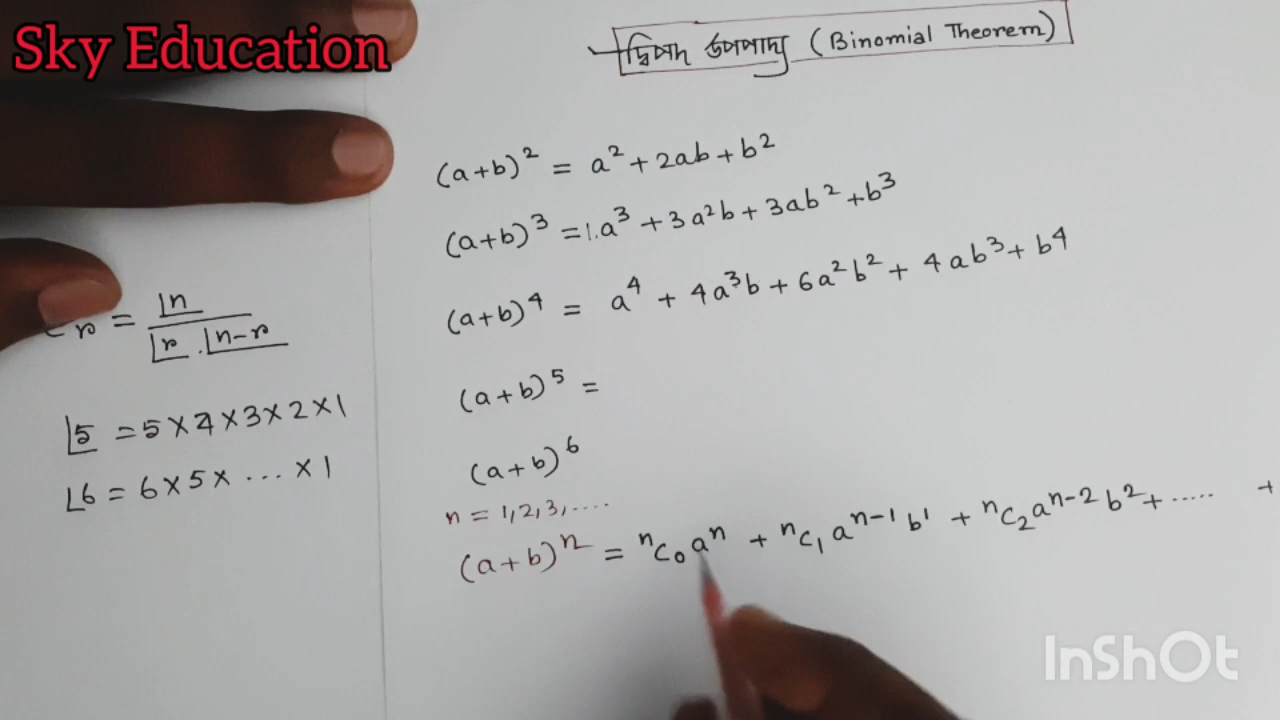 Sky Education
দ্বিপদ উপপাদ্য (Binomial Theorem)
(a+b)² = a² + 2ab + b²
(a+b)³ = 1.a³ + 3a²b + 3ab² + b³
(a+b)⁴ = a⁴ + 4a³b + 6a²b² + 4ab³ + b⁴
(a+b)⁵ =
(a+b)⁶
n = 1,2,3,....
(a+b)ⁿ = ⁿC₀aⁿ + ⁿC₁aⁿ⁻¹b¹ + ⁿC₂aⁿ⁻²b² + ..... +
Cᵣ = |n / |r . |n-r
|5 = 5×4×3×2×1
|6 = 6×5× ... ×1
InShOt